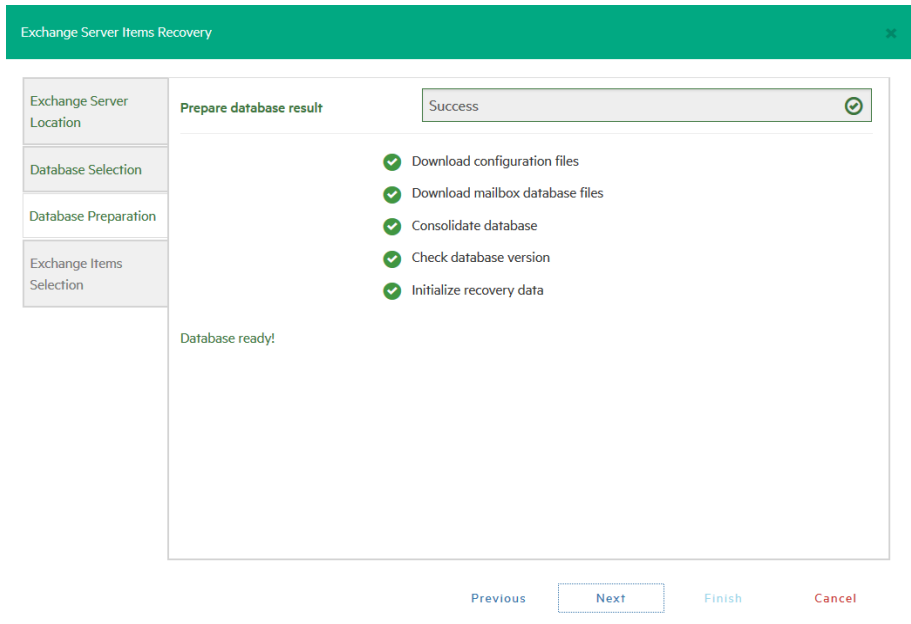 Exchange Server Items Recovery
Exchange Server
Location
Database Selection
Database Preparation
Exchange Items
Selection
Prepare database result
Success
Download configuration files
Download mailbox database files
Consolidate database
Check database version
Initialize recovery data
Database ready!
Previous
Next
Finish
Cancel